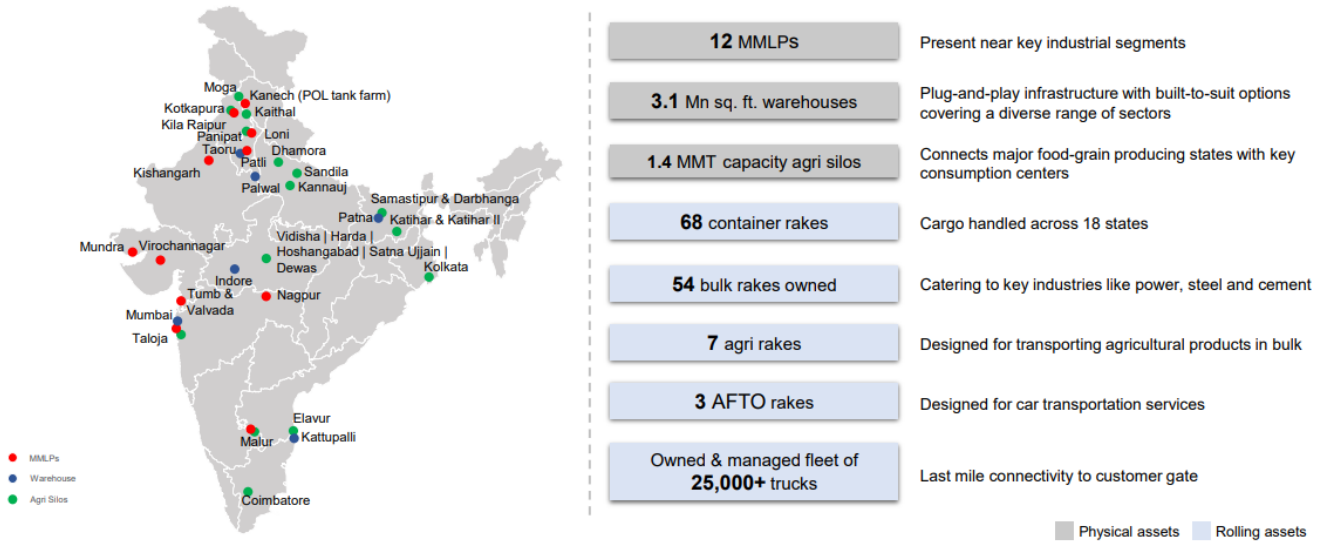 Moga
Kanech (POL tank farm)
Kotkapura
Kaithal
Kila Raipur
Panipat
Loni
Taoru
Dhamora
Patli
Kishangarh
Sandila
Palwal
Kannauj
Samastipur & Darbhanga
Patna
Katihar & Katihar II
Mundra
Virochannagar
Vidisha | Harda |
Hoshangabad | Satna Ujjain |
Dewas
Kolkata
Indore
Tumb &
Valvada
Nagpur
Mumbai
Taloja
Elavur
Malur
Kattupalli
Coimbatore
MMLPs
Warehouse
Agri Silos
12 MMLPs
Present near key industrial segments
3.1 Mn sq. ft. warehouses
Plug-and-play infrastructure with built-to-suit options
covering a diverse range of sectors
1.4 MMT capacity agri silos
Connects major food-grain producing states with key
consumption centers
68 container rakes
Cargo handled across 18 states
54 bulk rakes owned
Catering to key industries like power, steel and cement
7 agri rakes
Designed for transporting agricultural products in bulk
3 AFTO rakes
Designed for car transportation services
Owned & managed fleet of
25,000+ trucks
Last mile connectivity to customer gate
Physical assets
Rolling assets